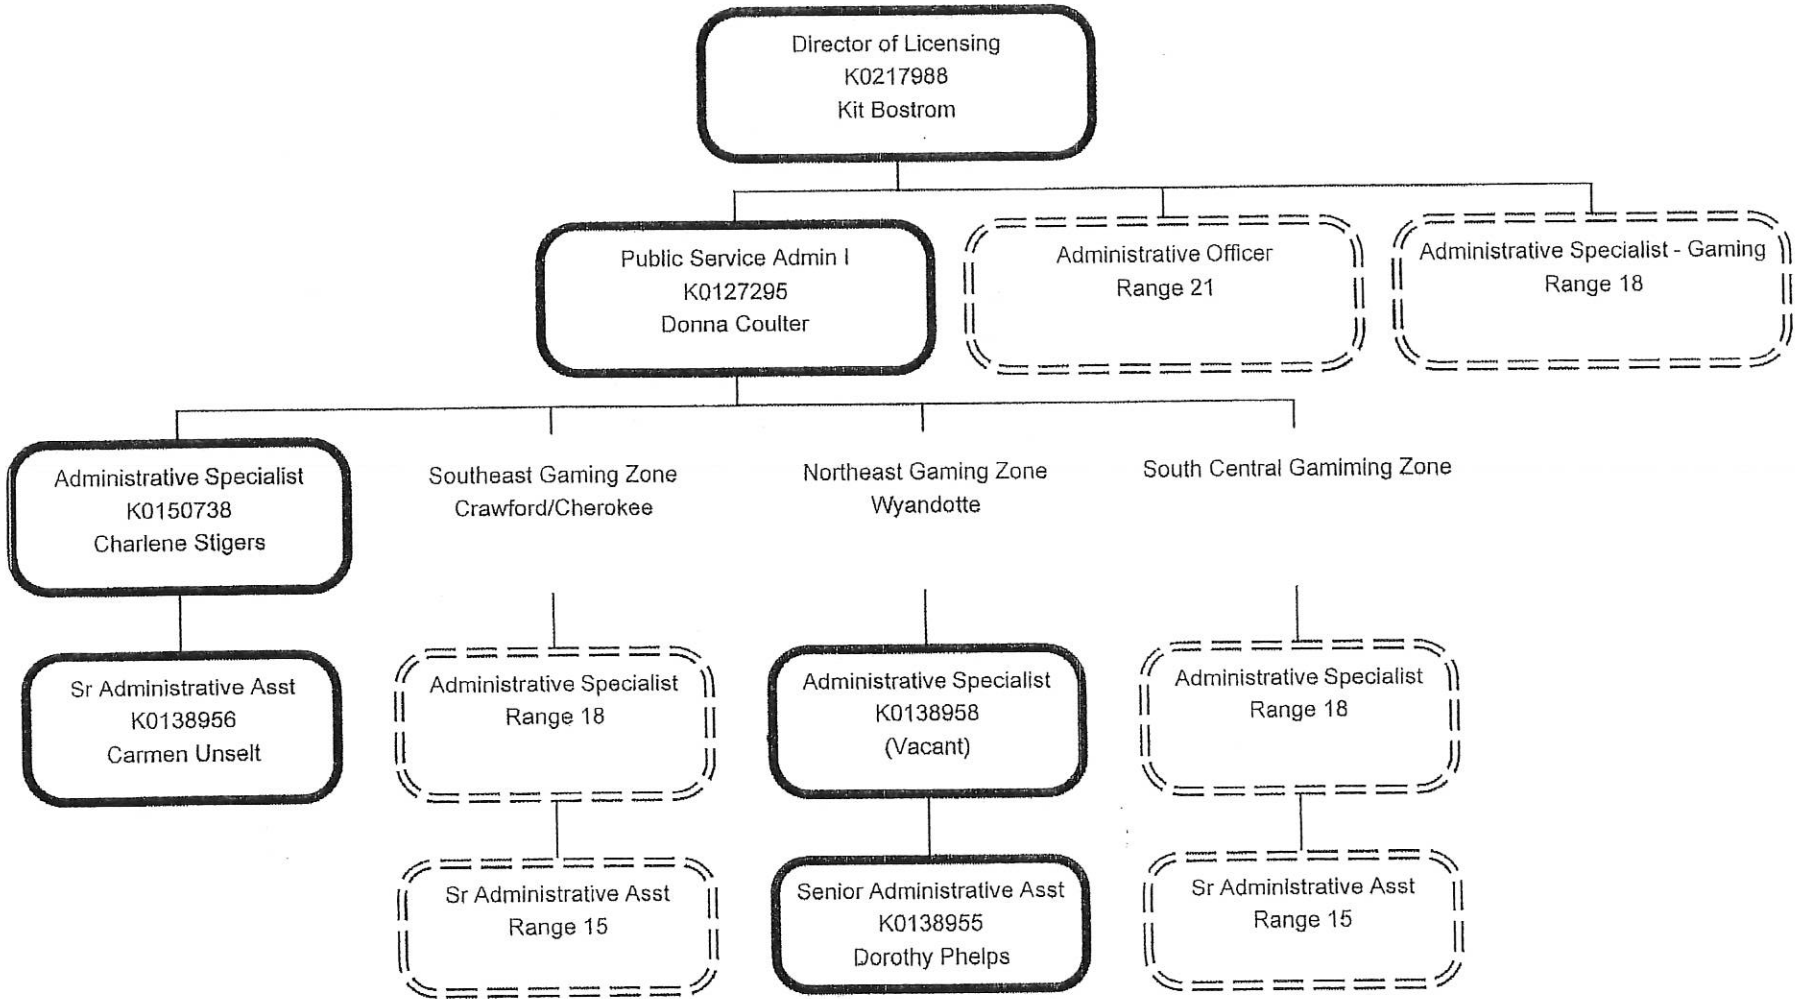 Director of Licensing
K0217988
Kit Bostrom
Public Service Admin I
K0127295
Donna Coulter
Administrative Officer
Range 21
Administrative Specialist - Gaming
Range 18
Administrative Specialist
K0150738
Charlene Stigers
Southeast Gaming Zone
Crawford/Cherokee
Northeast Gaming Zone
Wyandotte
South Central Gamiming Zone
Sr Administrative Asst
K0138956
Carmen Unselt
Administrative Specialist
Range 18
Administrative Specialist
K0138958
(Vacant)
Administrative Specialist
Range 18
Sr Administrative Asst
Range 15
Senior Administrative Asst
K0138955
Dorothy Phelps
Sr Administrative Asst
Range 15